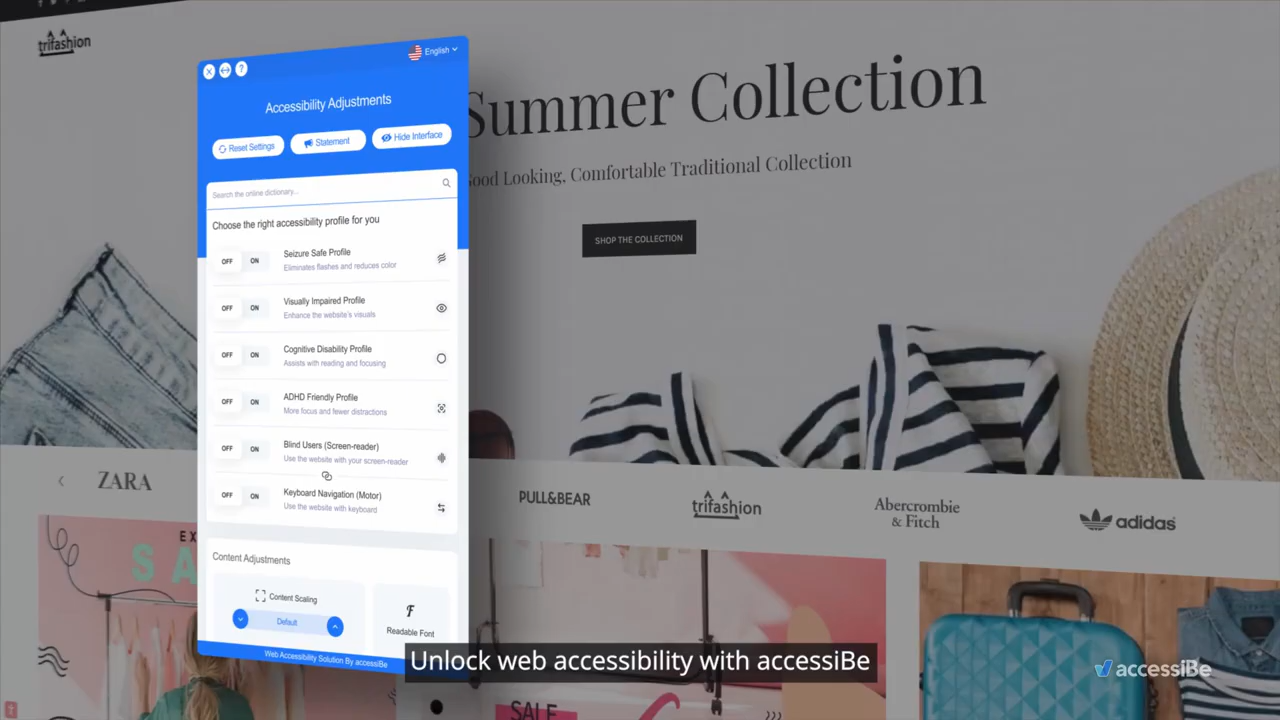 trifashion
English
Accessibility Adjustments
Reset Settings
Statement
Hide Interface
Search the online dictionary...
Choose the right accessibility profile for you
OFF ON Seizure Safe Profile
Eliminates flashes and reduces color
OFF ON Visually Impaired Profile
Enhance the website's visuals
OFF ON Cognitive Disability Profile
Assists with reading and focusing
OFF ON ADHD Friendly Profile
More focus and fewer distractions
OFF ON Blind Users (Screen-reader)
Use the website with your screen-reader
OFF ON Keyboard Navigation (Motor)
Use the website with keyboard
Content Adjustments
Content Scaling
Default
Readable Font
Web Accessibility Solution By accessiBe
Summer Collection
Good Looking, Comfortable Traditional Collection
SHOP THE COLLECTION
ZARA
PULL&BEAR
trifashion
Abercrombie
& Fitch
adidas
EX
SA
SALE
Unlock web accessibility with accessiBe
accessiBe